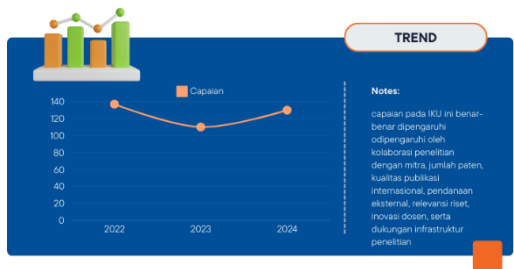 TREND
Capaian
140
120
100
80
60
40
20
0
2022
2023
2024
Notes:
capaian pada IKU ini benar-
benar dipengaruhi
odipengaruhi oleh
kolaborasi penelitian
dengan mitra, jumlah paten,
kualitas publikasi
internasional, pendanaan
eksternal, relevansi riset,
inovasi dosen, serta
dukungan infrastruktur
penelitian